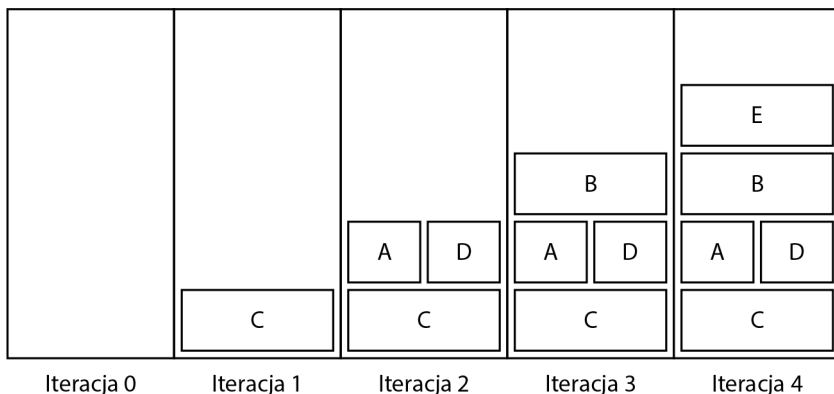 E
B B
A D A D A D
C C C C
Iteracja 0 Iteracja 1 Iteracja 2 Iteracja 3 Iteracja 4